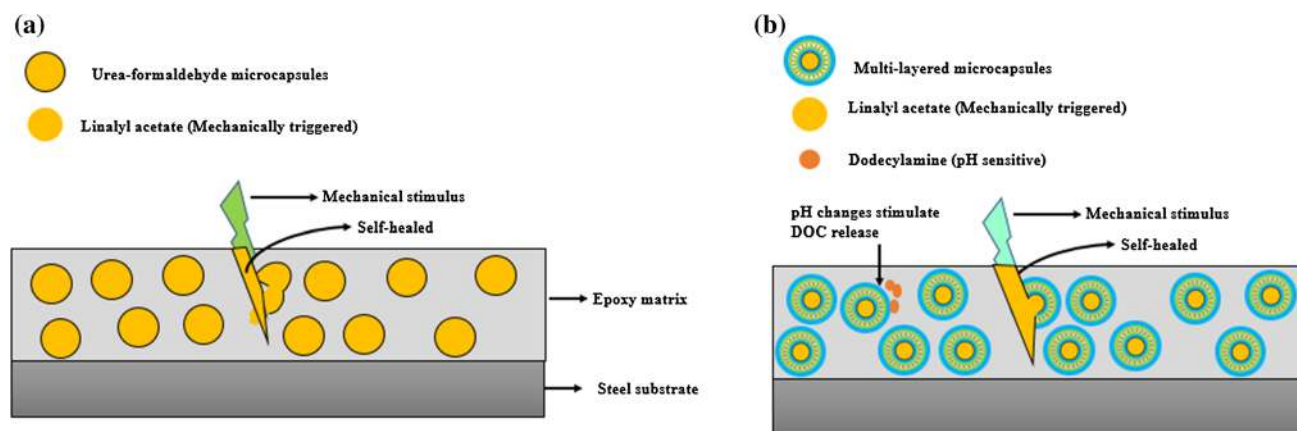 (a)
Urea-formaldehyde microcapsules
Linalyl acetate (Mechanically triggered)
Mechanical stimulus
Self-healed
Epoxy matrix
Steel substrate
(b)
Multi-layered microcapsules
Linalyl acetate (Mechanically triggered)
Dodecylamine (pH sensitive)
pH changes stimulate
DOC release
Mechanical stimulus
Self-healed